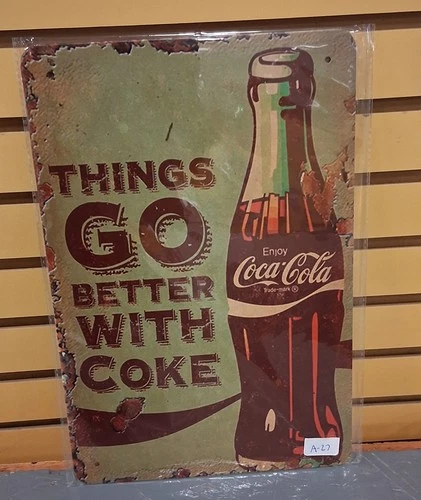 THINGS
GO
BETTER
WITH
COKE
Enjoy
Coca-Cola
Trade-mark ®
A-27